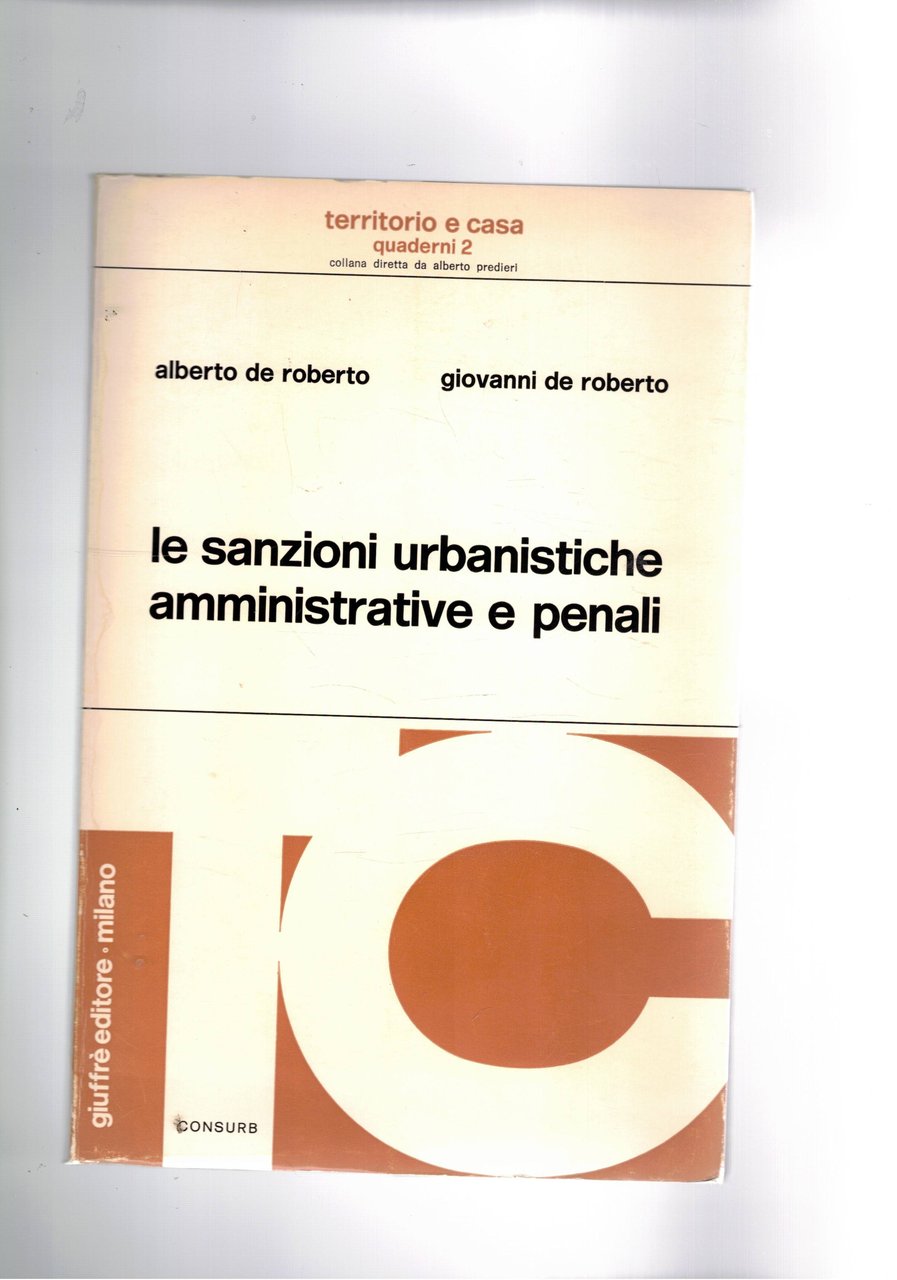 territorio e casa
quaderni 2
collana diretta da alberto predieri
alberto de roberto
giovanni de roberto
le sanzioni urbanistiche
amministrative e penali
TC
giuffrè editore • milano
CONSURB